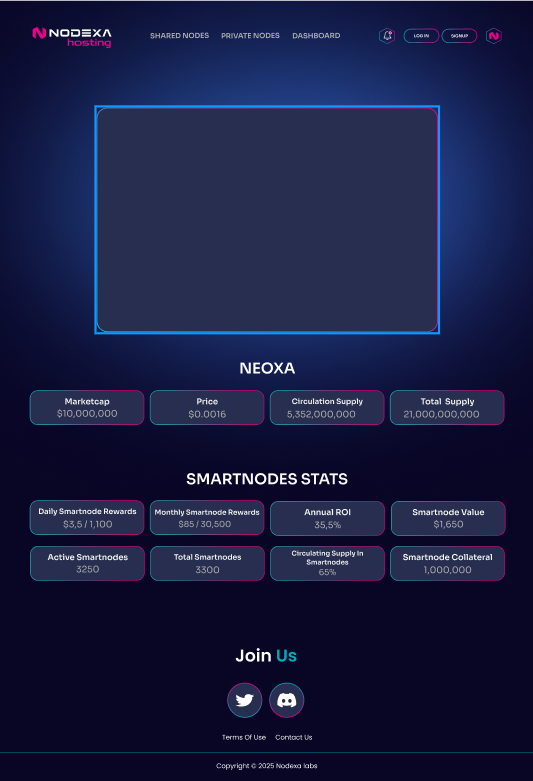 NODEXA
hosting
SHARED NODES PRIVATE NODES DASHBOARD
LOG IN SIGNUP
NEOXA
Marketcap
$10,000,000
Price
$0.0016
Circulation Supply
5,352,000,000
Total Supply
21,000,000,000
SMARTNODES STATS
Daily Smartnode Rewards
$3,5 / 1,100
Monthly Smartnode Rewards
$85 / 30,500
Annual ROI
35,5%
Smartnode Value
$1,650
Active Smartnodes
3250
Total Smartnodes
3300
Circulating Supply In
Smartnodes
65%
Smartnode Collateral
1,000,000
Join Us
Terms Of Use Contact Us
Copyright © 2025 Nodexa labs